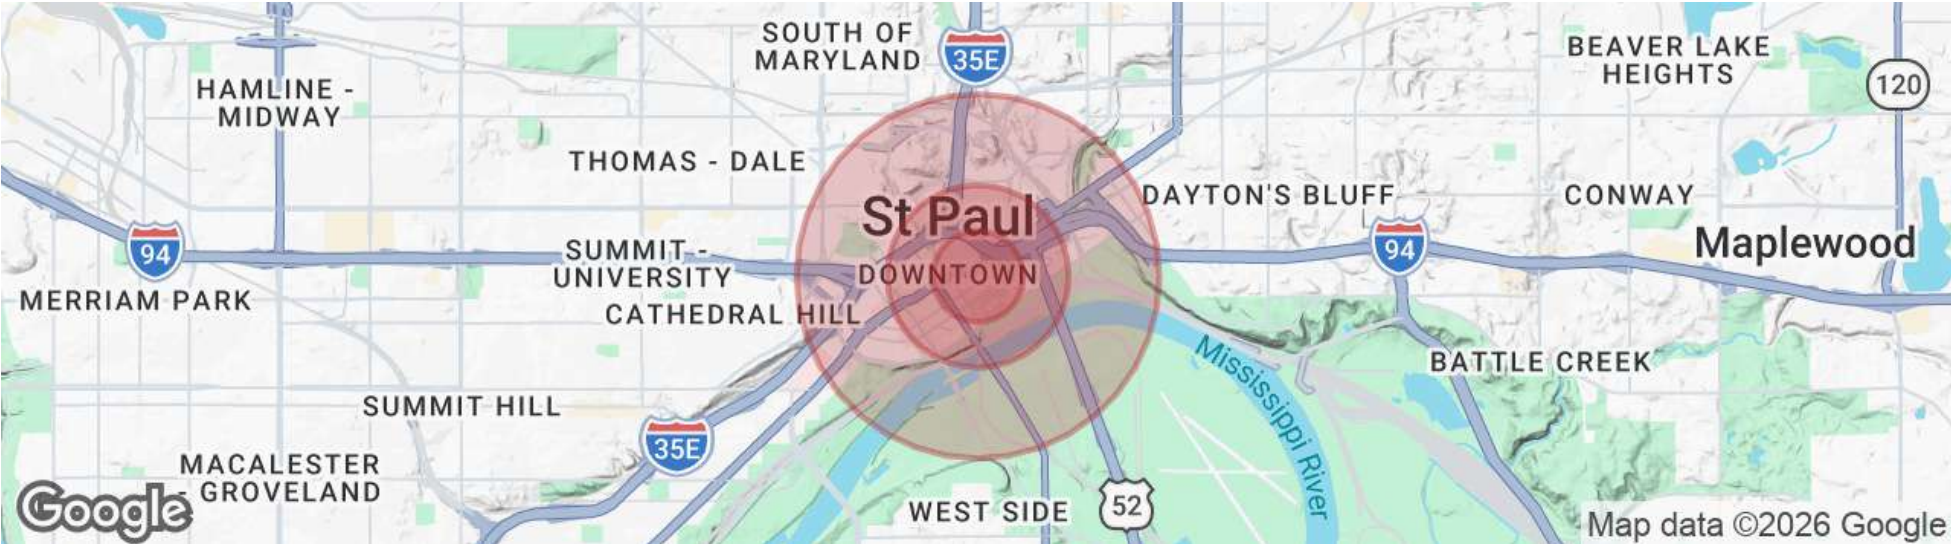 SOUTH OF
MARYLAND
35E
BEAVER LAKE
HEIGHTS
120
HAMLINE -
MIDWAY
THOMAS - DALE
St Paul
DAYTON'S BLUFF
CONWAY
94
SUMMIT -
UNIVERSITY
DOWNTOWN
94
Maplewood
MERRIAM PARK
CATHEDRAL HILL
Mississippi River
BATTLE CREEK
SUMMIT HILL
35E
MACALESTER
- GROVELAND
Google
WEST SIDE
52
Map data ©2026 Google